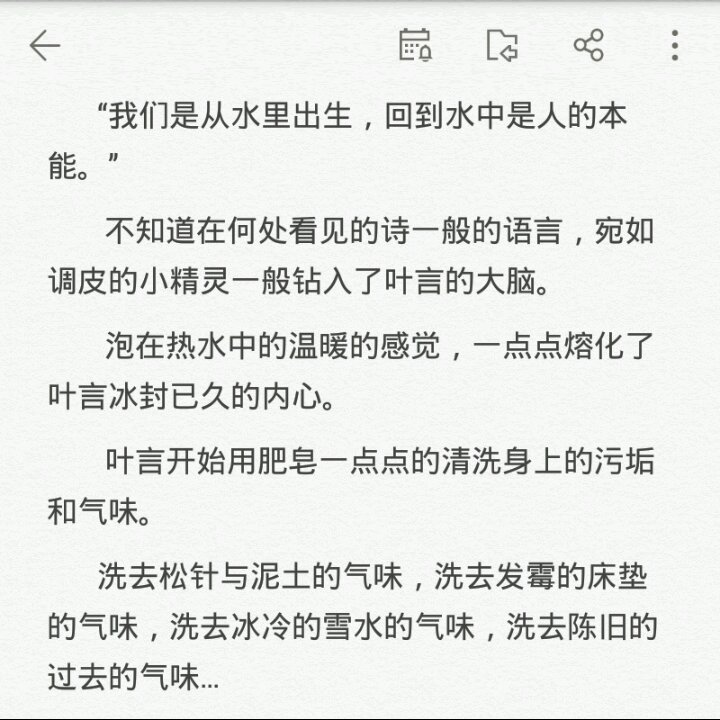 “我们是从水里出生，回到水中是人的本
能。”
不知道在何处看见的诗一般的语言，宛如
调皮的小精灵一般钻入了叶言的大脑。
泡在热水中的温暖的感觉，一点点熔化了
叶言冰封已久的内心。
叶言开始用肥皂一点点的清洗身上的污垢
和气味。
洗去松针与泥土的气味，洗去发霉的床垫
的气味，洗去冰冷的雪水的气味，洗去陈旧的
过去的气味...